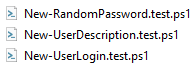 New-RandomPassword.test.ps1
New-UserDescription.test.ps1
New-UserLogin.test.ps1